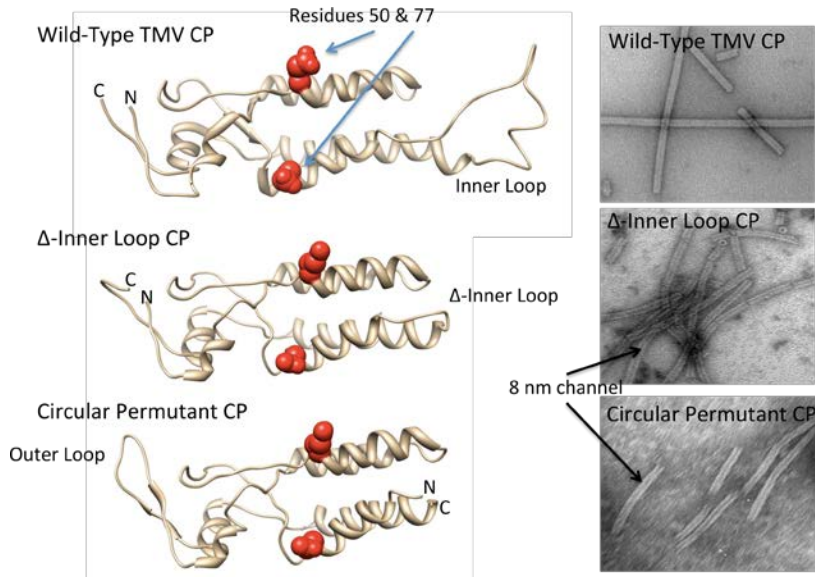 Residues 50 & 77
Wild-Type TMV CP
C
N
Inner Loop
Δ-Inner Loop CP
C
N
Δ-Inner Loop
Circular Permutant CP
Outer Loop
N
C
Wild-Type TMV CP
Δ-Inner Loop CP
8 nm channel
Circular Permutant CP